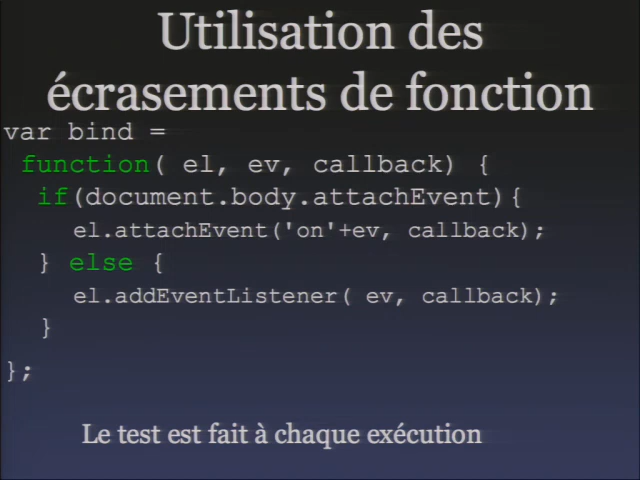 Utilisation des
écrasements de fonction
var bind =
function( el, ev, callback) {
if(document.body.attachEvent){
el.attachEvent('on'+ev, callback);
} else {
el.addEventListener( ev, callback);
}
};
Le test est fait à chaque exécution